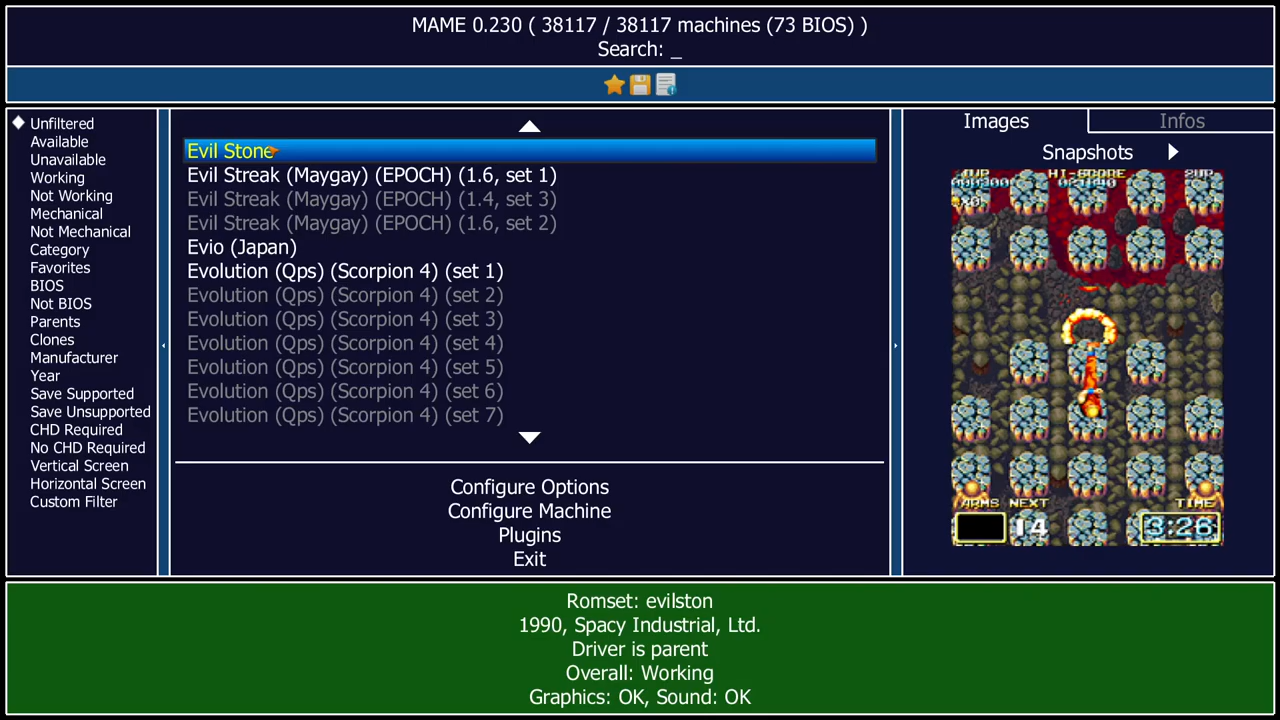 MAME 0.230 ( 38117 / 38117 machines (73 BIOS) )
Search: _
Unfiltered
Available
Unavailable
Working
Not Working
Mechanical
Not Mechanical
Category
Favorites
BIOS
Not BIOS
Parents
Clones
Manufacturer
Year
Save Supported
Save Unsupported
CHD Required
No CHD Required
Vertical Screen
Horizontal Screen
Custom Filter
Evil Stone
Evil Streak (Maygay) (EPOCH) (1.6, set 1)
Evil Streak (Maygay) (EPOCH) (1.4, set 3)
Evil Streak (Maygay) (EPOCH) (1.6, set 2)
Evio (Japan)
Evolution (Qps) (Scorpion 4) (set 1)
Evolution (Qps) (Scorpion 4) (set 2)
Evolution (Qps) (Scorpion 4) (set 3)
Evolution (Qps) (Scorpion 4) (set 4)
Evolution (Qps) (Scorpion 4) (set 5)
Evolution (Qps) (Scorpion 4) (set 6)
Evolution (Qps) (Scorpion 4) (set 7)
Configure Options
Configure Machine
Plugins
Exit
Images
Infos
Snapshots
HI-SCORE
ARMS NEXT
TIME
14
3:26
Romset: evilston
1990, Spacy Industrial, Ltd.
Driver is parent
Overall: Working
Graphics: OK, Sound: OK